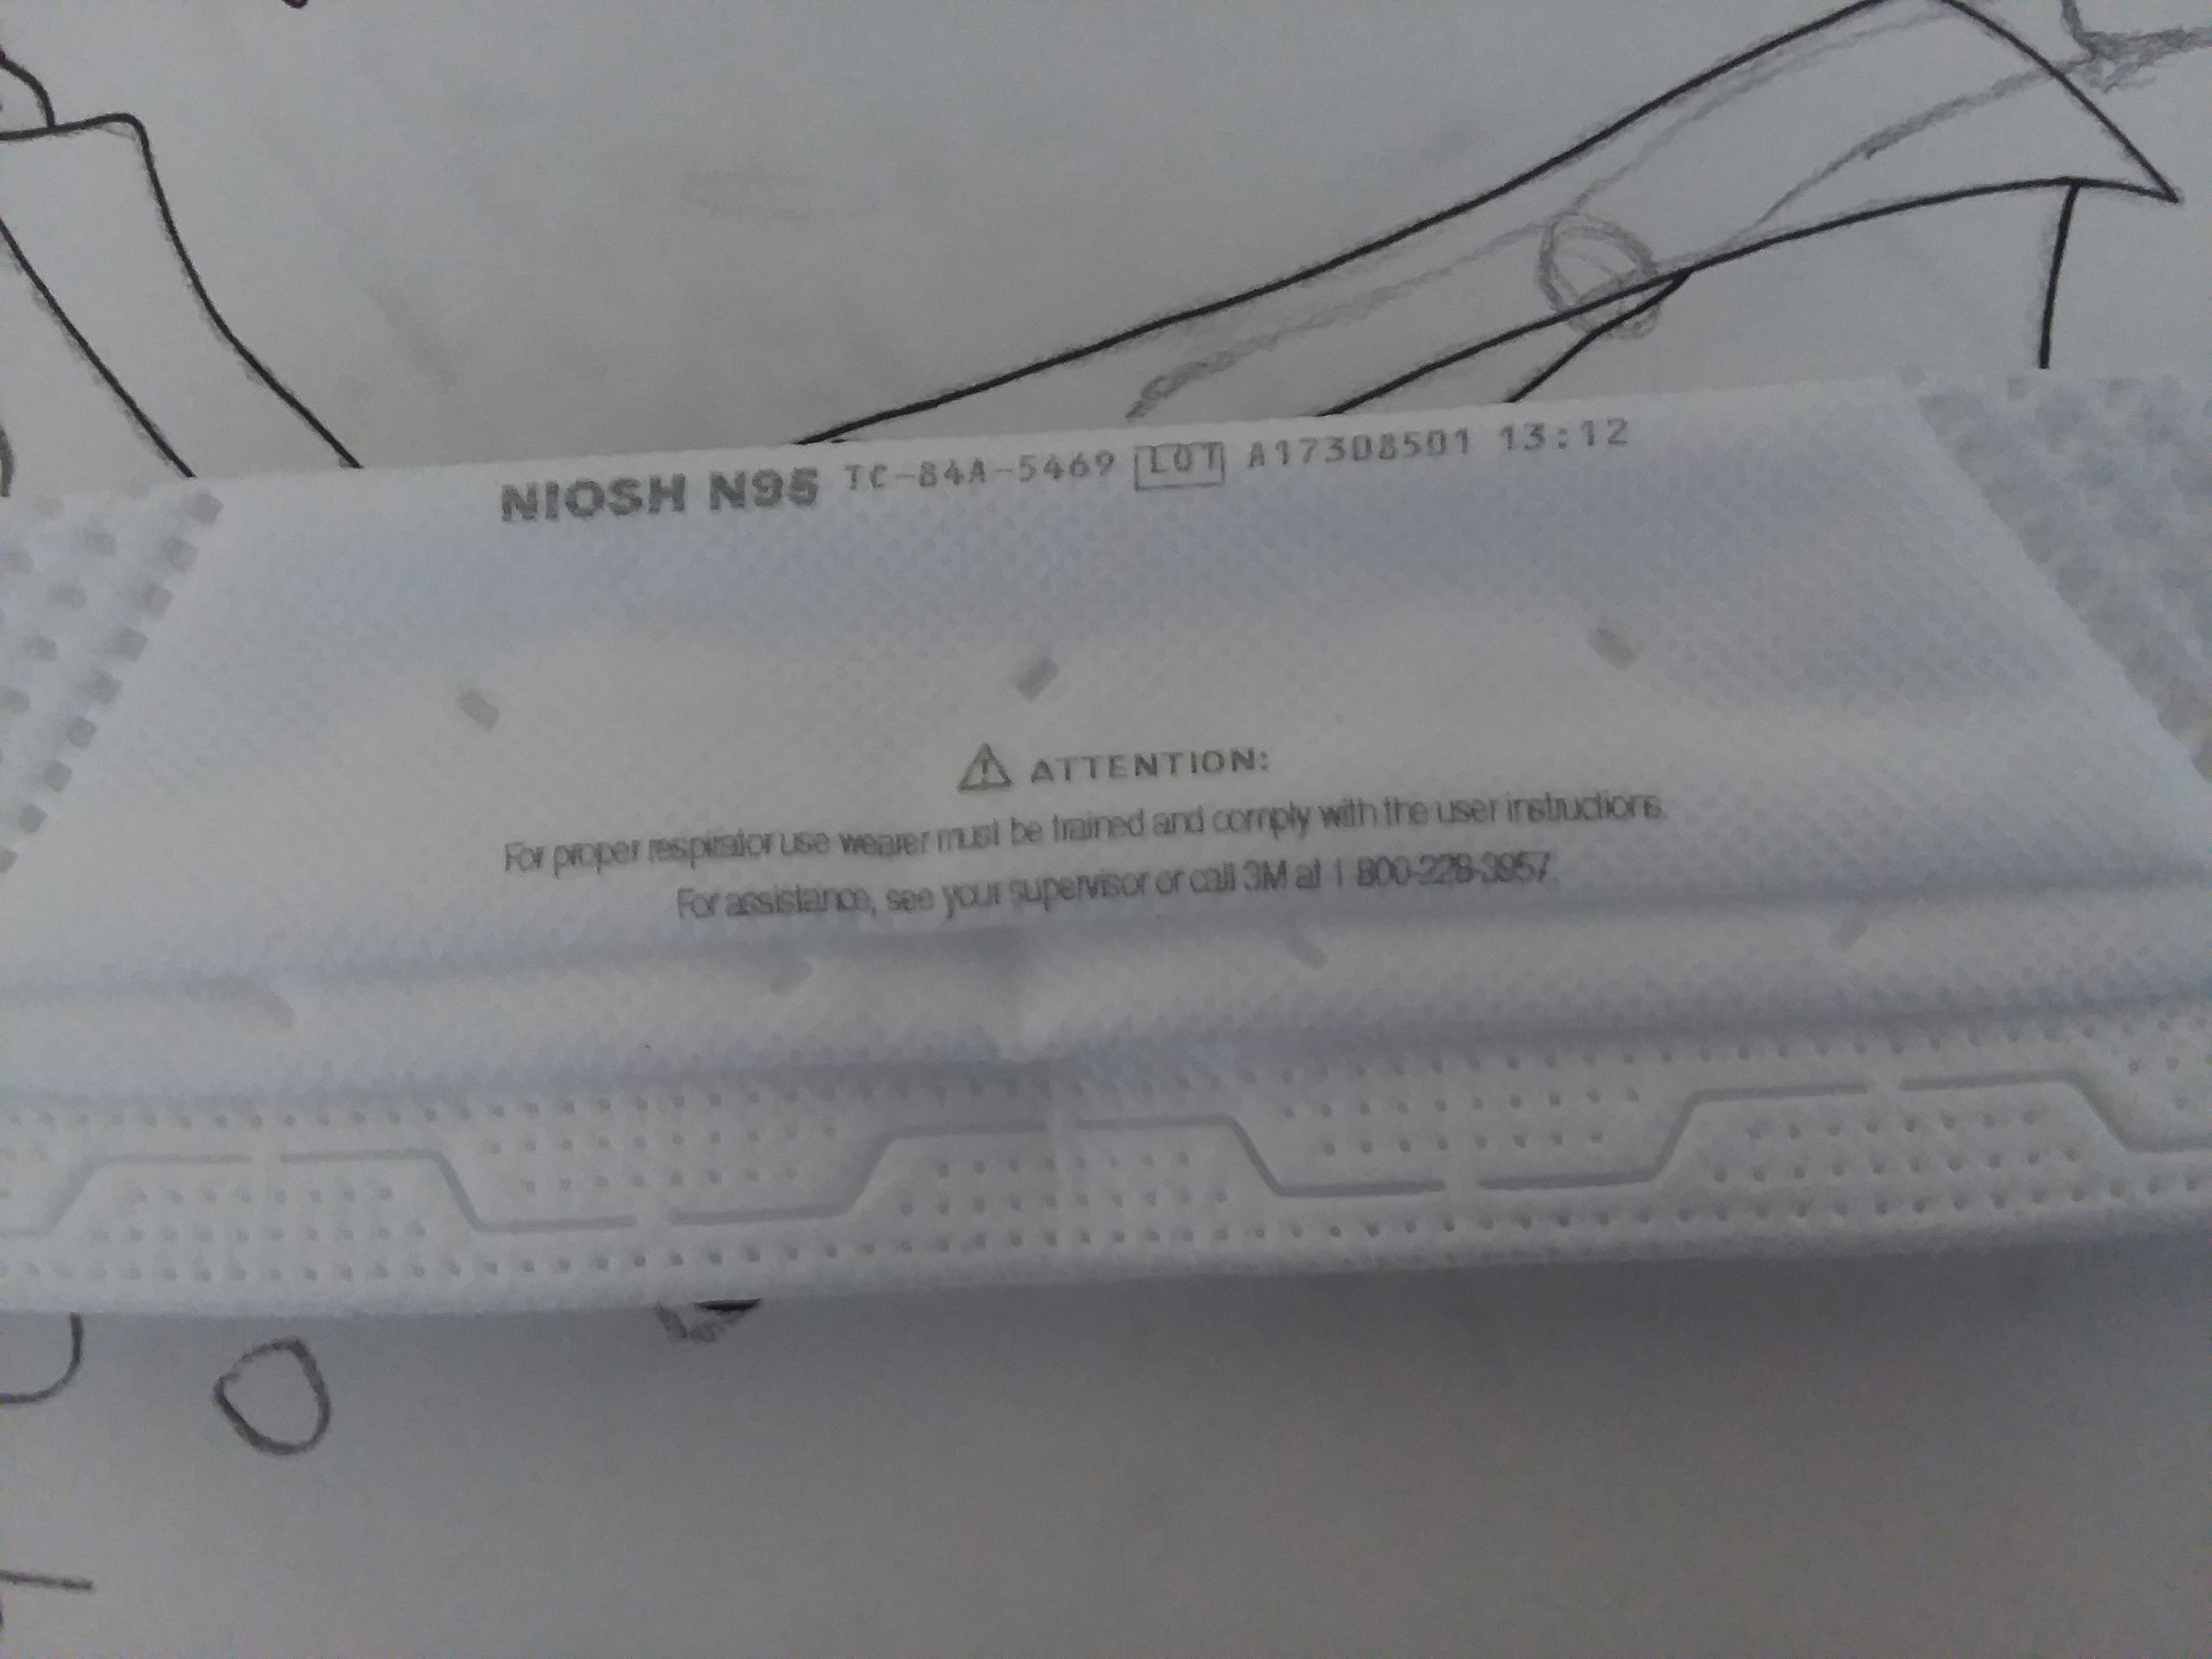 NIOSH N95 TC-84A-5469 LOT A17308501 13:12
ATTENTION:
For proper respirator use wearer must be trained and comply with the user instructions.
For assistance, see your supervisor or call 3M at 1-800-228-3957